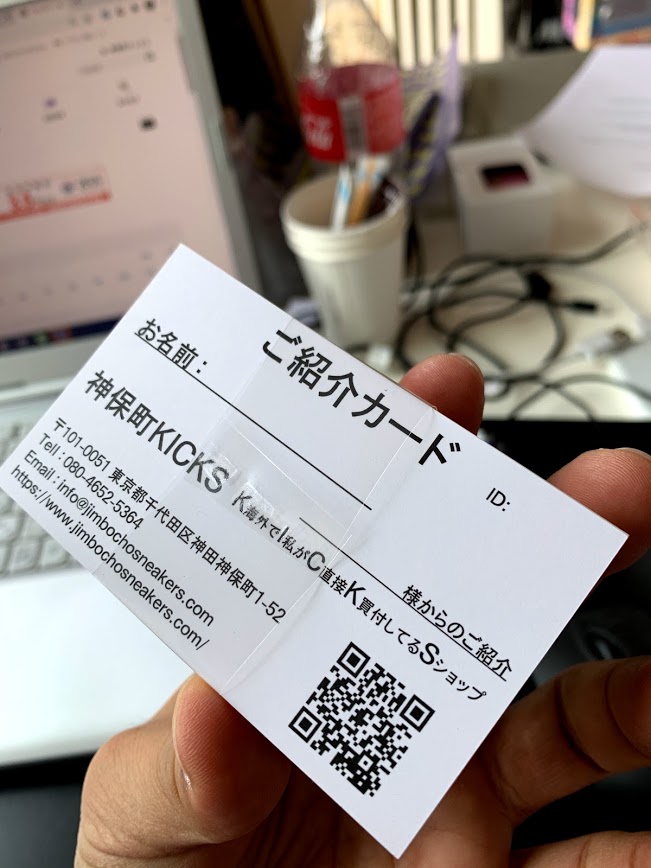 ご紹介カード
ID:
お名前：
様からのご紹介
神保町KICKS K海外でI私がC直接K買付してるSショップ
〒101-0051 東京都千代田区神田神保町1-52
Tell : 080-4652-5364
Email : info@jimbochosneakers.com
https://www.jimbochosneakers.com/